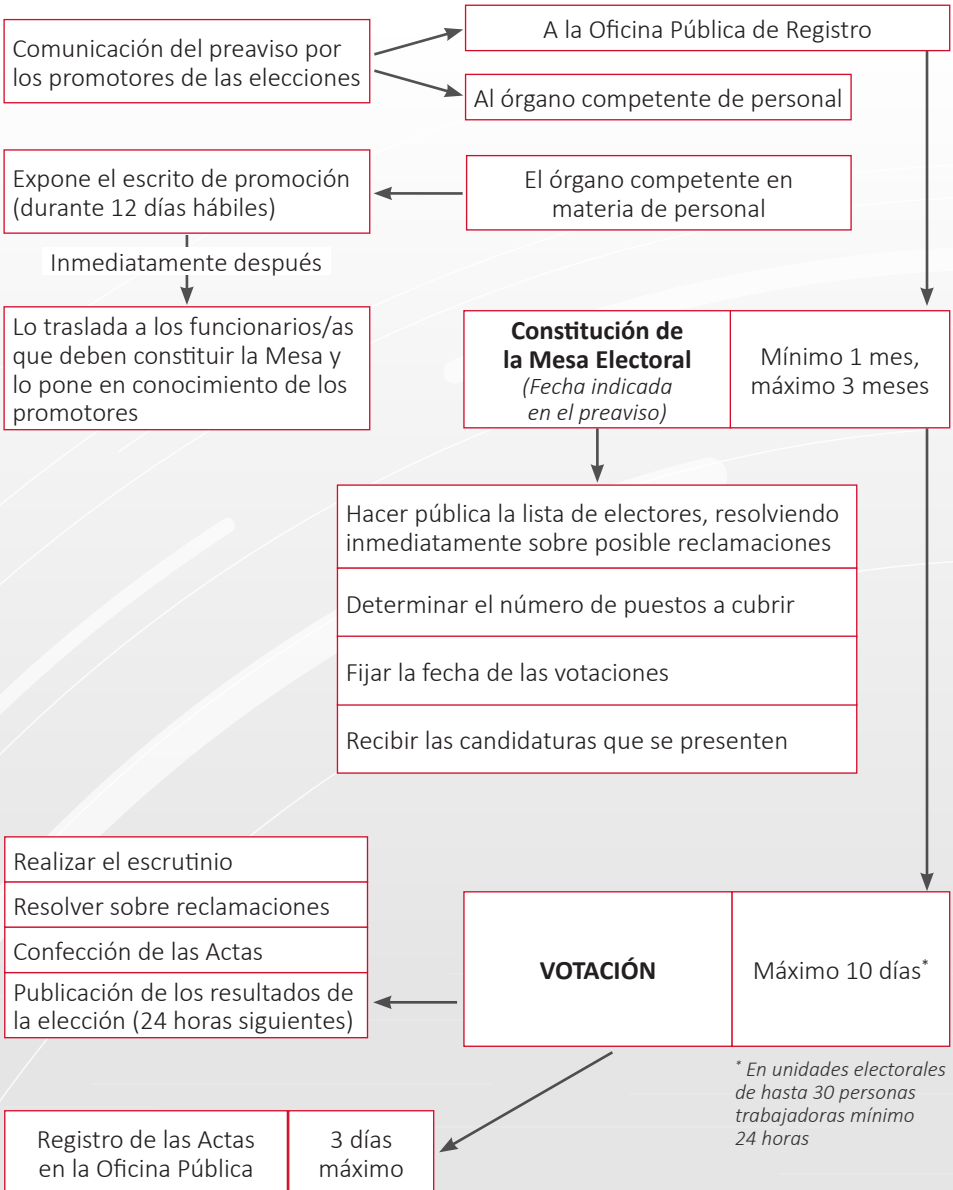 Comunicación del preaviso por
los promotores de las elecciones
A la Oficina Pública de Registro
Al órgano competente de personal
Expone el escrito de promoción
(durante 12 días hábiles)
El órgano competente en
materia de personal
Inmediatamente después
Lo traslada a los funcionarios/as
que deben constituir la Mesa y
lo pone en conocimiento de los
promotores
Constitución de
la Mesa Electoral
(Fecha indicada
en el preaviso)
Mínimo 1 mes,
máximo 3 meses
Hacer pública la lista de electores, resolviendo
inmediatamente sobre posible reclamaciones
Determinar el número de puestos a cubrir
Fijar la fecha de las votaciones
Recibir las candidaturas que se presenten
Realizar el escrutinio
Resolver sobre reclamaciones
Confección de las Actas
Publicación de los resultados de
la elección (24 horas siguientes)
VOTACIÓN
Máximo 10 días*
* En unidades electorales
de hasta 30 personas
trabajadoras mínimo
24 horas
Registro de las Actas
en la Oficina Pública
3 días
máximo